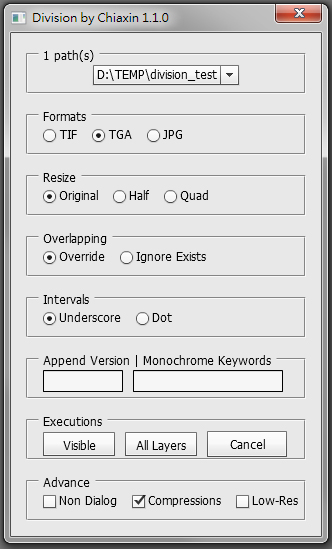 Division by Chiaxin 1.1.0
1 path(s)
D:\TEMP\division_test
Formats
TIF TGA JPG
Resize
Original Half Quad
Overlapping
Override Ignore Exists
Intervals
Underscore Dot
Append Version | Monochrome Keywords
Executions
Visible All Layers Cancel
Advance
Non Dialog Compressions Low-Res